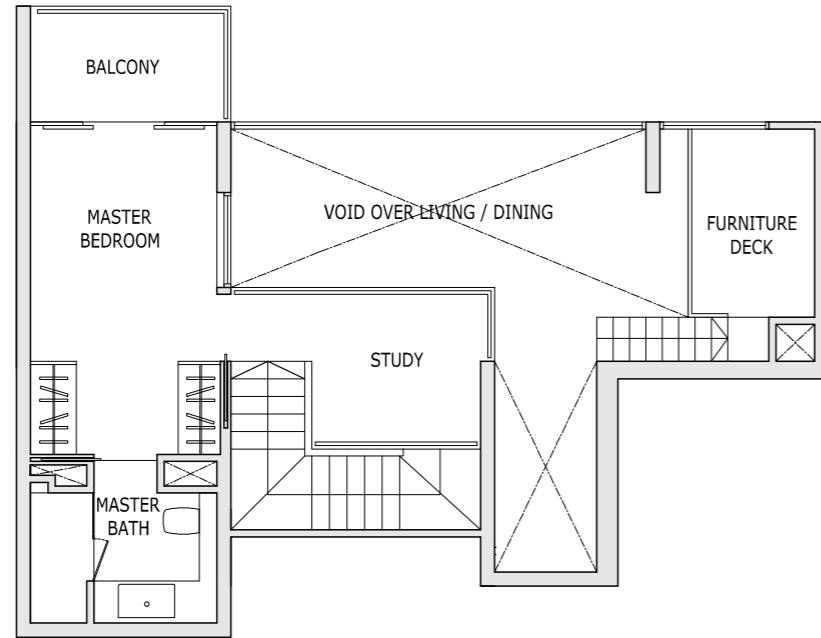 BALCONY
MASTER
BEDROOM
VOID OVER LIVING / DINING
FURNITURE
DECK
STUDY
MASTER
BATH